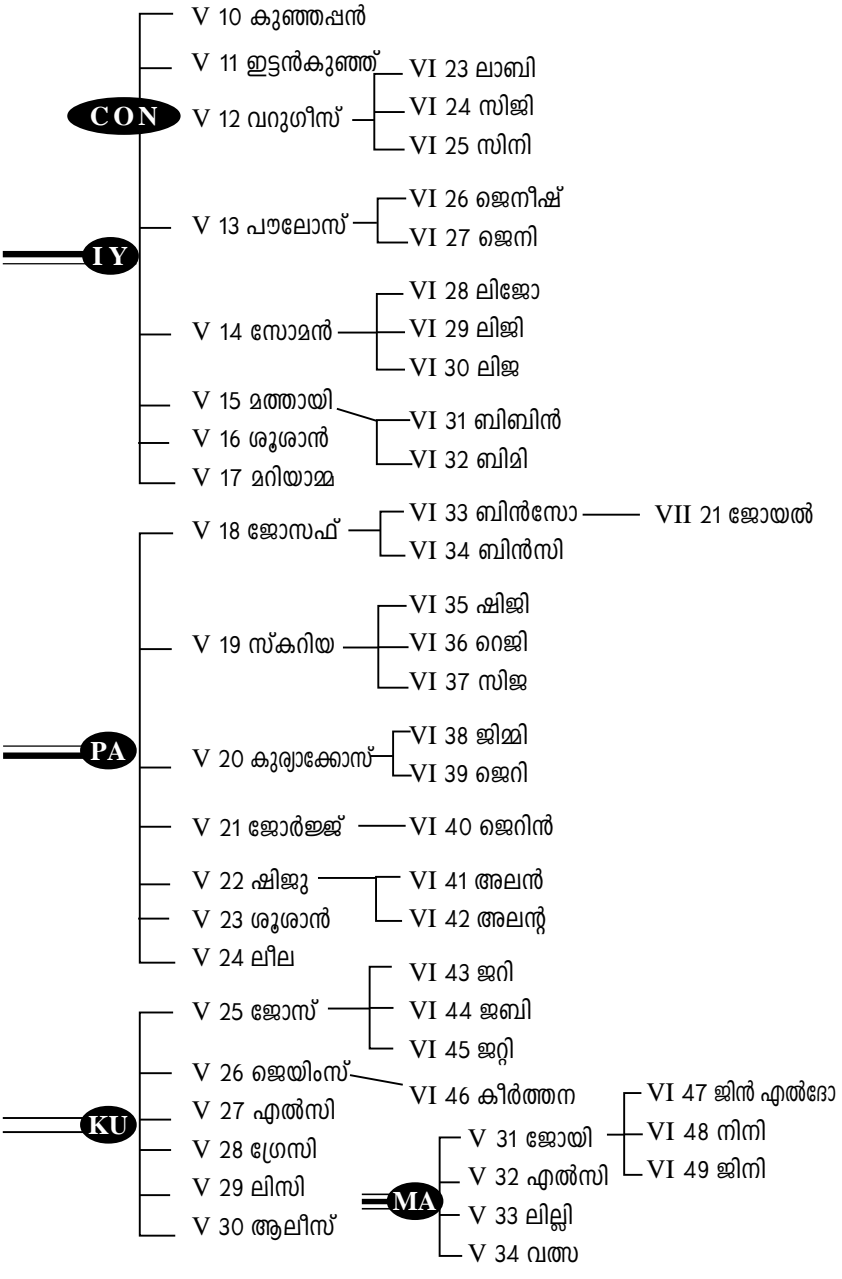 V 10 കുഞ്ഞപ്പൻ
V 11 ഇട്ടൻകുഞ്ഞ്
CON
V 12 വറുഗീസ്
VI 23 ലാബി
VI 24 സിജി
VI 25 സിനി
V 13 പൗലോസ്
VI 26 ജെനീഷ്
VI 27 ജെനി
IY
V 14 സോമൻ
VI 28 ലിജോ
VI 29 ലിജി
VI 30 ലിജ
V 15 മത്തായി
VI 31 ബിബിൻ
VI 32 ബിമി
V 16 ശൂശാൻ
V 17 മറിയാമ്മ
V 18 ജോസഫ്
VI 33 ബിൻസോ
VII 21 ജോയൽ
VI 34 ബിൻസി
V 19 സ്കറിയ
VI 35 ഷിജി
VI 36 റെജി
VI 37 സിജ
PA
V 20 കുര്യാക്കോസ്
VI 38 ജിമ്മി
VI 39 ജെറി
V 21 ജോർജ്ജ്
VI 40 ജെറിൻ
V 22 ഷിജു
VI 41 അലൻ
VI 42 അലന്റ
V 23 ശൂശാൻ
V 24 ലീല
V 25 ജോസ്
VI 43 ജറി
VI 44 ജബി
VI 45 ജറ്റി
V 26 ജെയിംസ്
VI 46 കീർത്തന
V 27 എൽസി
KU
V 28 ഗ്രേസി
V 29 ലിസി
V 30 ആലീസ്
MA
V 31 ജോയി
VI 47 ജിൻ എൽദോ
VI 48 നിനി
VI 49 ജിനി
V 32 എൽസി
V 33 ലില്ലി
V 34 വത്സ